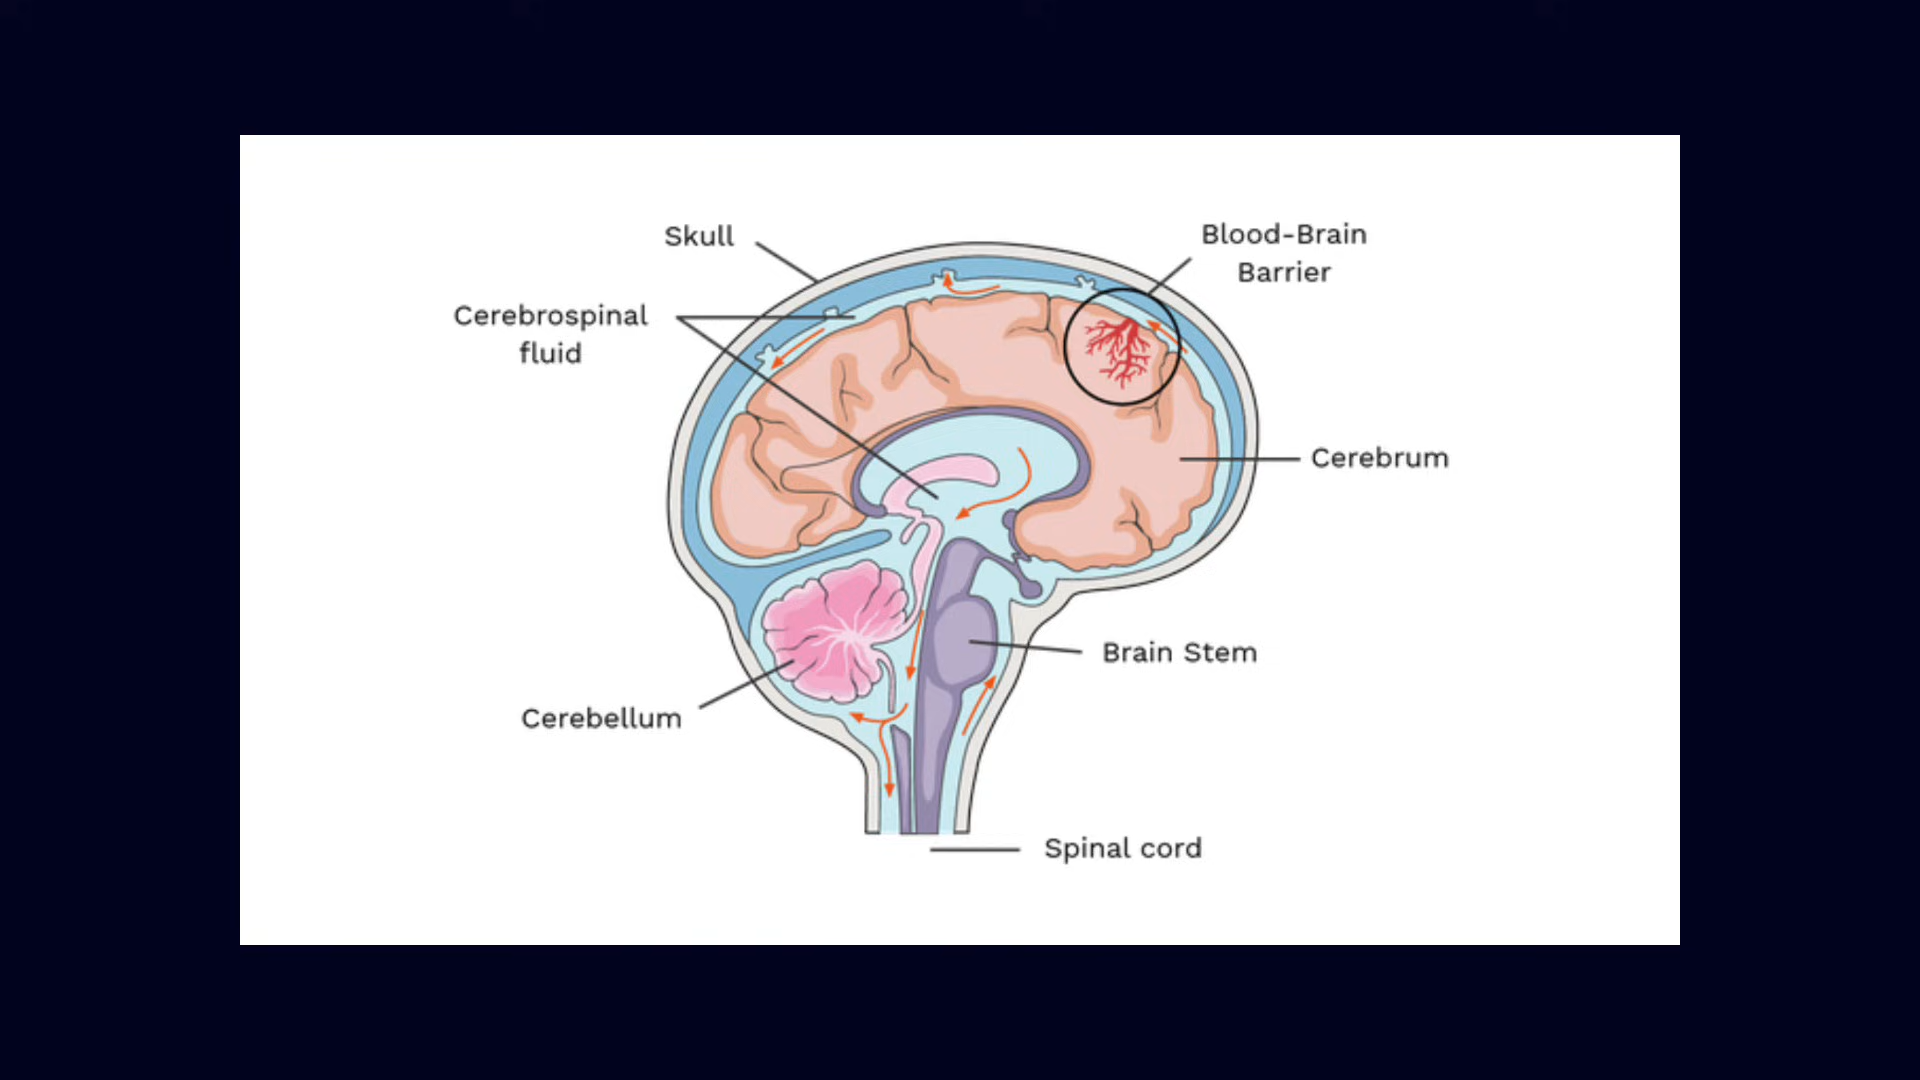 Skull
Blood-Brain
Barrier
Cerebrospinal
fluid
Cerebrum
Brain Stem
Cerebellum
Spinal cord